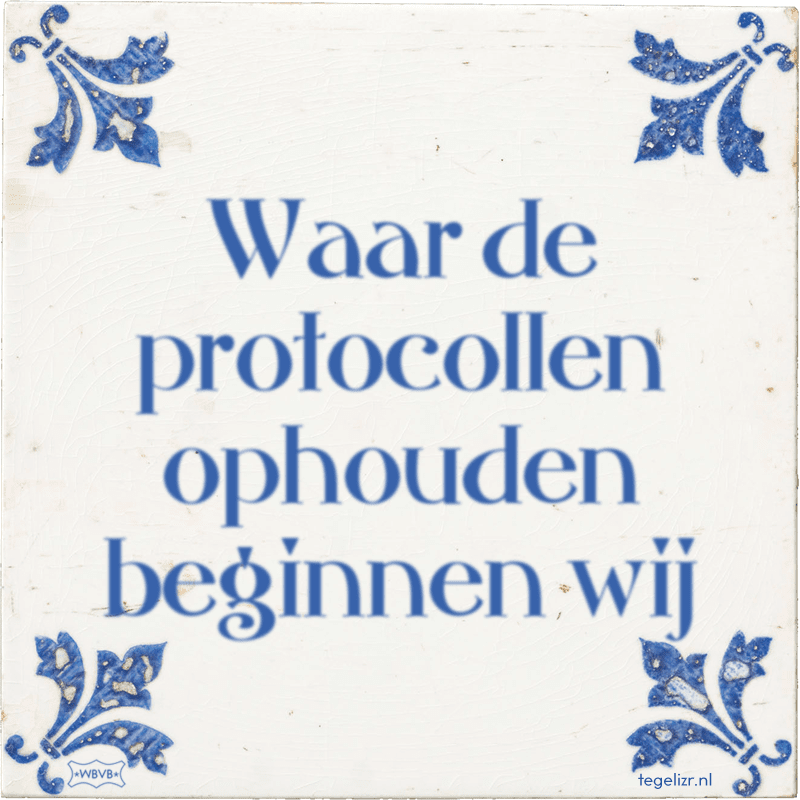 Waar de
protocollen
ophouden
beginnen wij
★WBVB★
tegelizr.nl